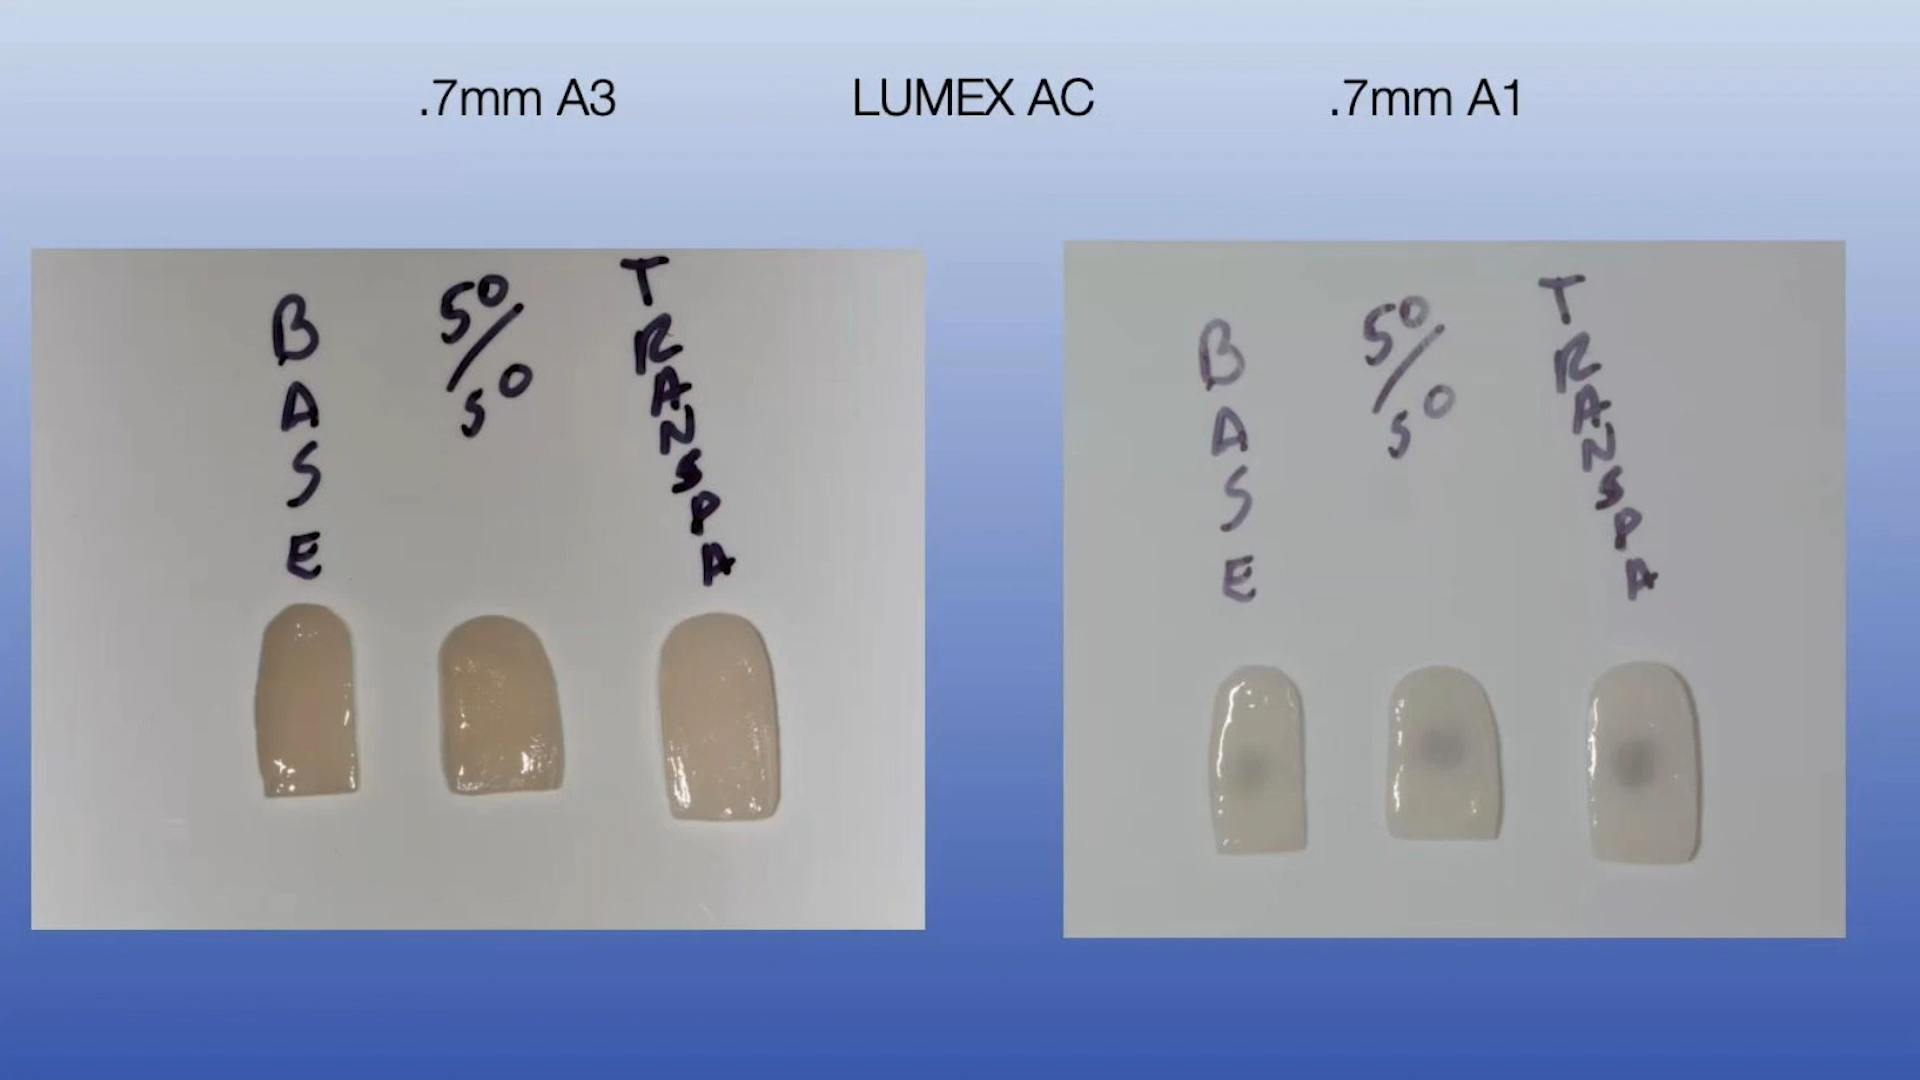 .7mm A3
LUMEX AC
.7mm A1
BASE
50/50
TRANSPA
BASE
50/50
TRANSPA